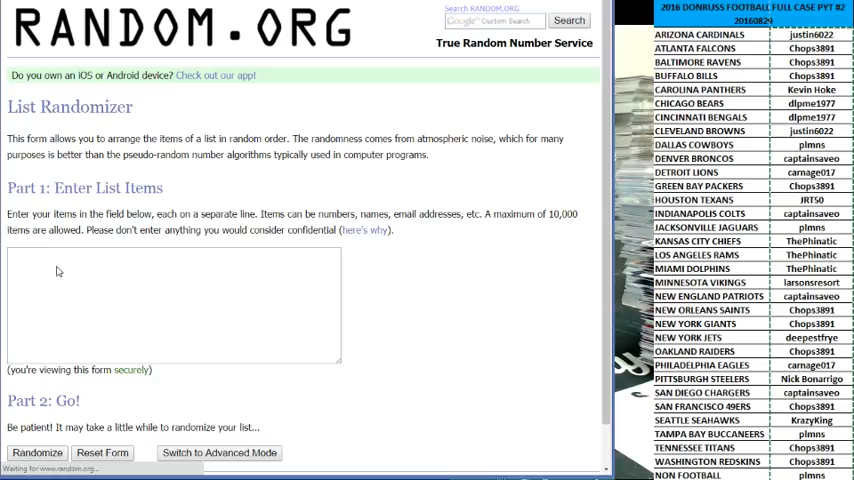 RANDOM.ORG
Search RANDOM.ORG
Google™ Custom Search
Search
True Random Number Service
Do you own an iOS or Android device? Check out our app!
List Randomizer
This form allows you to arrange the items of a list in random order. The randomness comes from atmospheric noise, which for many
purposes is better than the pseudo-random number algorithms typically used in computer programs.
Part 1: Enter List Items
Enter your items in the field below, each on a separate line. Items can be numbers, names, email addresses, etc. A maximum of 10,000
items are allowed. Please don't enter anything you would consider confidential (here's why).
(you're viewing this form securely)
Part 2: Go!
Be patient! It may take a little while to randomize your list...
Randomize
Reset Form
Switch to Advanced Mode
Waiting for www.random.org...
2016 DONRUSS FOOTBALL FULL CASE PYT #2
20160829
ARIZONA CARDINALS justin6022
ATLANTA FALCONS Chops3891
BALTIMORE RAVENS Chops3891
BUFFALO BILLS Chops3891
CAROLINA PANTHERS Kevin Hoke
CHICAGO BEARS dlpme1977
CINCINNATI BENGALS dlpme1977
CLEVELAND BROWNS justin6022
DALLAS COWBOYS plmns
DENVER BRONCOS captainsaveo
DETROIT LIONS carnage017
GREEN BAY PACKERS Chops3891
HOUSTON TEXANS JRT50
INDIANAPOLIS COLTS captainsaveo
JACKSONVILLE JAGUARS plmns
KANSAS CITY CHIEFS ThePhinatic
LOS ANGELES RAMS ThePhinatic
MIAMI DOLPHINS ThePhinatic
MINNESOTA VIKINGS larsonsresort
NEW ENGLAND PATRIOTS captainsaveo
NEW ORLEANS SAINTS Chops3891
NEW YORK GIANTS Chops3891
NEW YORK JETS deepestfrye
OAKLAND RAIDERS Chops3891
PHILADELPHIA EAGLES carnage017
PITTSBURGH STEELERS Nick Bonarrigo
SAN DIEGO CHARGERS captainsaveo
SAN FRANCISCO 49ERS Chops3891
SEATTLE SEAHAWKS KrazyKing
TAMPA BAY BUCCANEERS plmns
TENNESSEE TITANS Chops3891
WASHINGTON REDSKINS Chops3891
NON FOOTBALL plmns